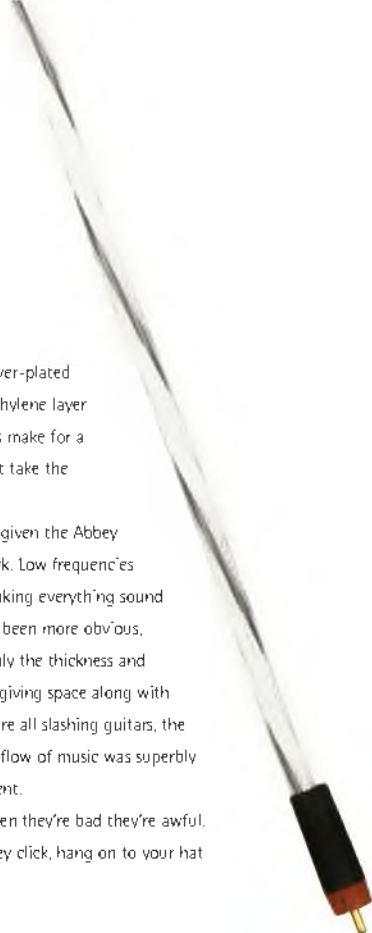 ver-plated
hylene layer
s make for a
t take the
given the Abbey
rk. Low frequencies
aking everything sound
been more obvious,
ly the thickness and
giving space along with
re all slashing guitars, the
flow of music was superbly
ent.
en they're bad they're awful.
ey click, hang on to your hat